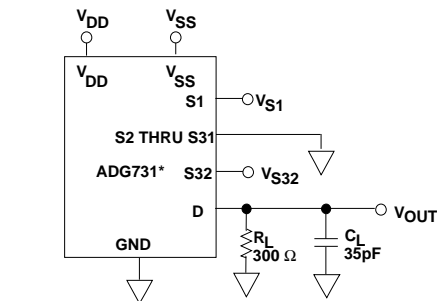 VDD
VSS
VDD
VSS
S1
VS1
S2 THRU S31
ADG731*
S32
VS32
D
VOUT
GND
RL
300 Ω
CL
35pF